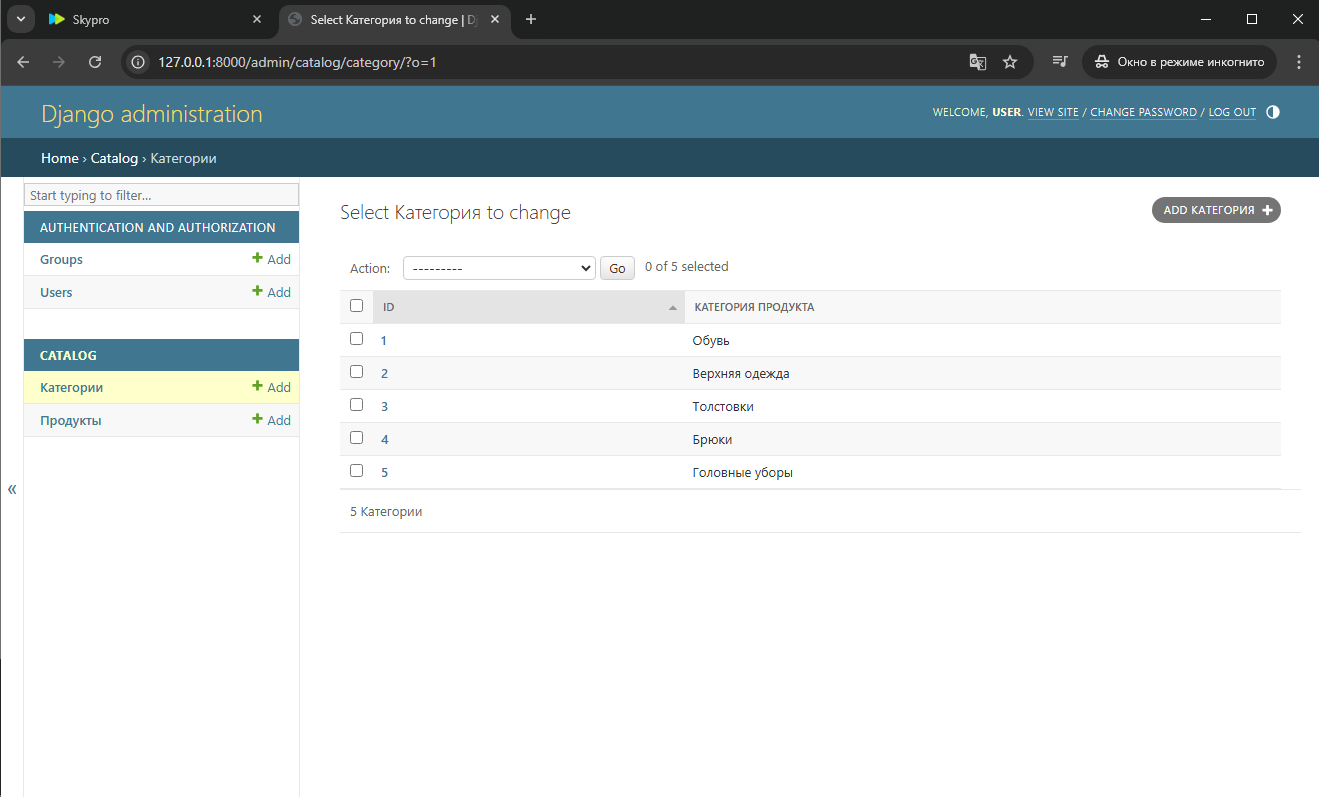 Skypro
Select Категория to change | Dj
127.0.0.1:8000/admin/catalog/category/?o=1
Окно в режиме инкогнито
Django administration
WELCOME, USER. VIEW SITE / CHANGE PASSWORD / LOG OUT
Home › Catalog › Категории
Start typing to filter...
AUTHENTICATION AND AUTHORIZATION
Groups + Add
Users + Add
CATALOG
Категории + Add
Продукты + Add
«
Select Категория to change
ADD КАТЕГОРИЯ +
Action: --------- Go 0 of 5 selected
ID КАТЕГОРИЯ ПРОДУКТА
1 Обувь
2 Верхняя одежда
3 Толстовки
4 Брюки
5 Головные уборы
5 Категории